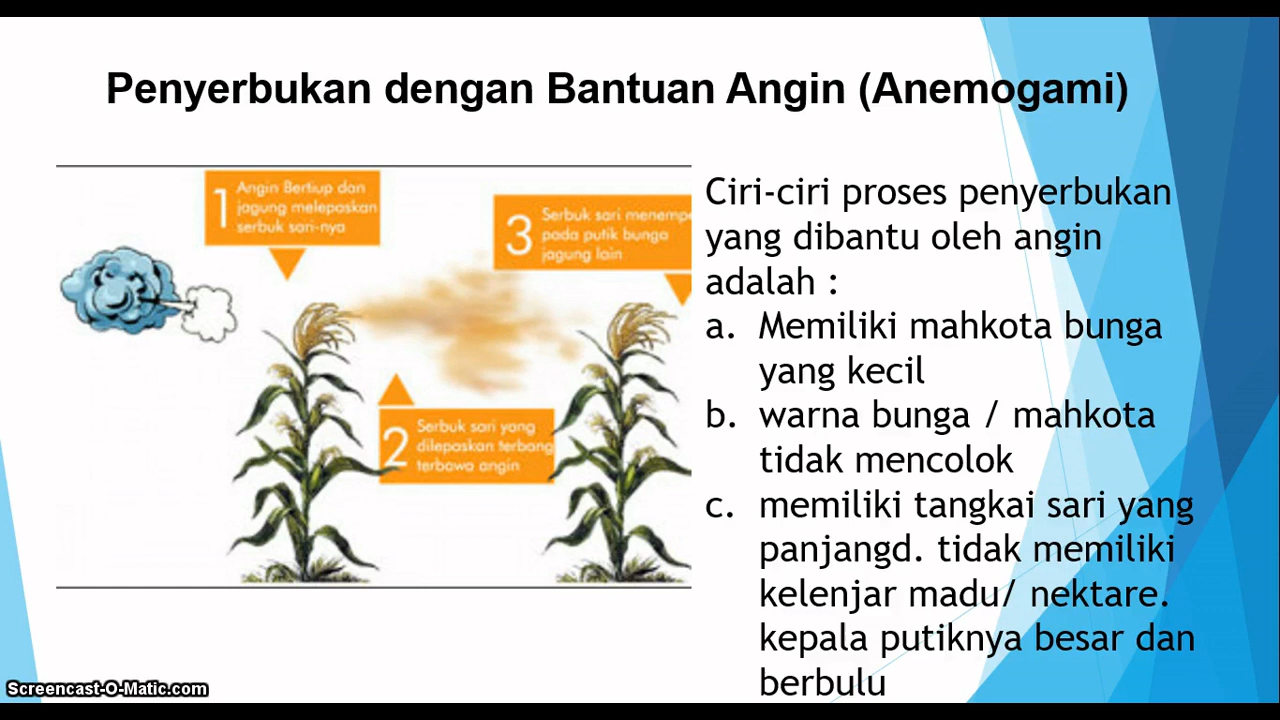 Penyerbukan dengan Bantuan Angin (Anemogami)
1 Angin Bertiup dan
jagung melepaskan
serbuk sari-nya
2 Serbuk sari yang
dilepaskan terbang
terbawa angin
3 Serbuk sari menempe
pada putik bunga
jagung lain
Ciri-ciri proses penyerbukan
yang dibantu oleh angin
adalah :
a. Memiliki mahkota bunga
yang kecil
b. warna bunga / mahkota
tidak mencolok
c. memiliki tangkai sari yang
panjangd. tidak memiliki
kelenjar madu/ nektare.
kepala putiknya besar dan
berbulu
Screencast-O-Matic.com